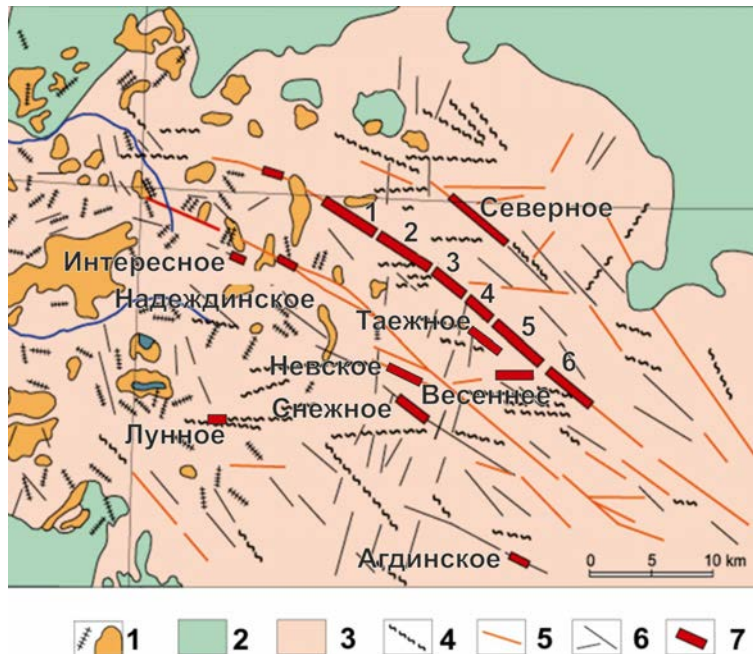 1
Северное
2
Интересное
3
Надеждинское
4
Таежное
5
Невское
6
Весеннее
Снежное
Лунное
Агдинское
0 5 10 km
1 2 3 4 5 6 7